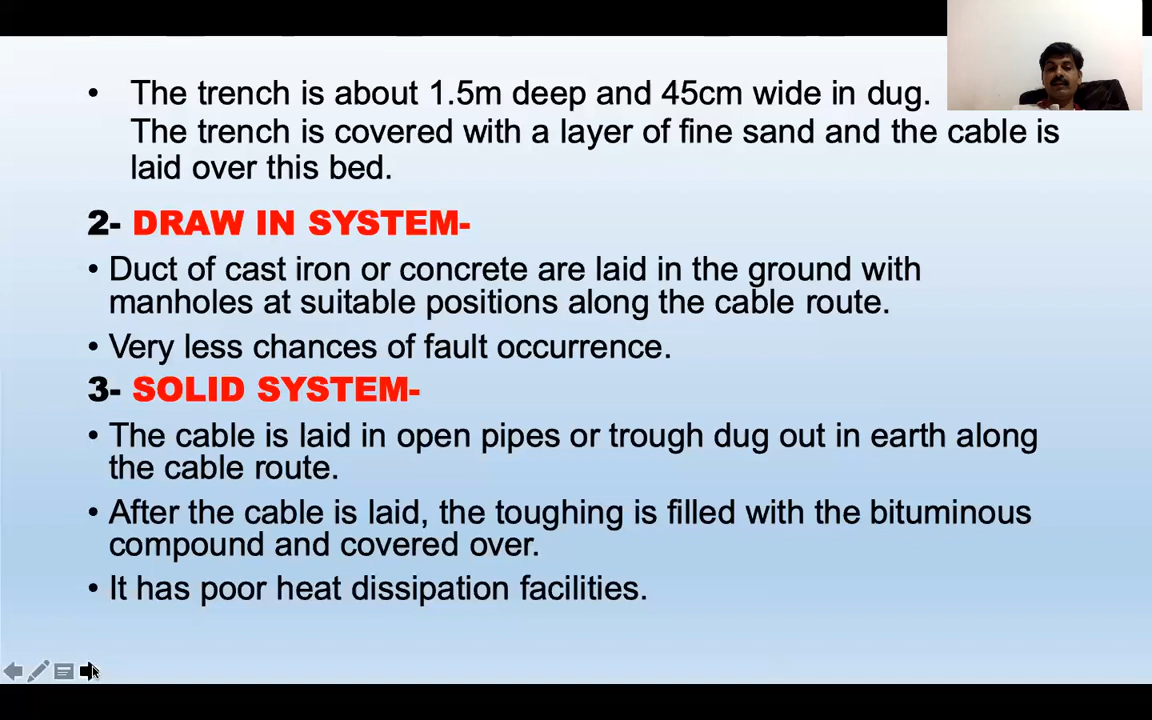 • The trench is about 1.5m deep and 45cm wide in dug.
The trench is covered with a layer of fine sand and the cable is
laid over this bed.
2- DRAW IN SYSTEM-
• Duct of cast iron or concrete are laid in the ground with
manholes at suitable positions along the cable route.
• Very less chances of fault occurrence.
3- SOLID SYSTEM-
• The cable is laid in open pipes or trough dug out in earth along
the cable route.
• After the cable is laid, the toughing is filled with the bituminous
compound and covered over.
• It has poor heat dissipation facilities.